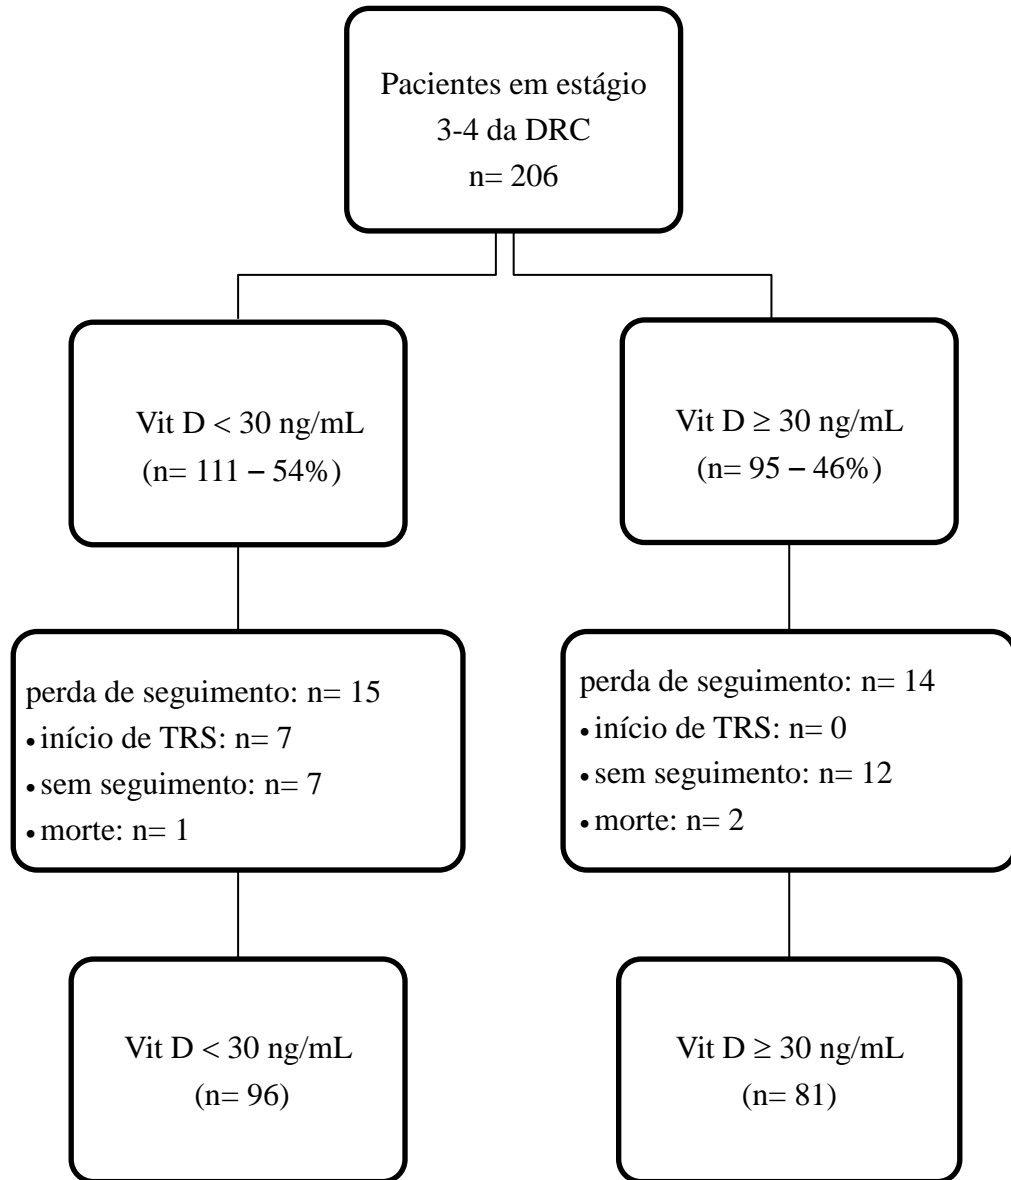 Pacientes em estágio
3-4 da DRC
n= 206
Vit D < 30 ng/mL
(n= 111 – 54%)
Vit D ≥ 30 ng/mL
(n= 95 – 46%)
perda de seguimento: n= 15
• início de TRS: n= 7
• sem seguimento: n= 7
• morte: n= 1
perda de seguimento: n= 14
• início de TRS: n= 0
• sem seguimento: n= 12
• morte: n= 2
Vit D < 30 ng/mL
(n= 96)
Vit D ≥ 30 ng/mL
(n= 81)